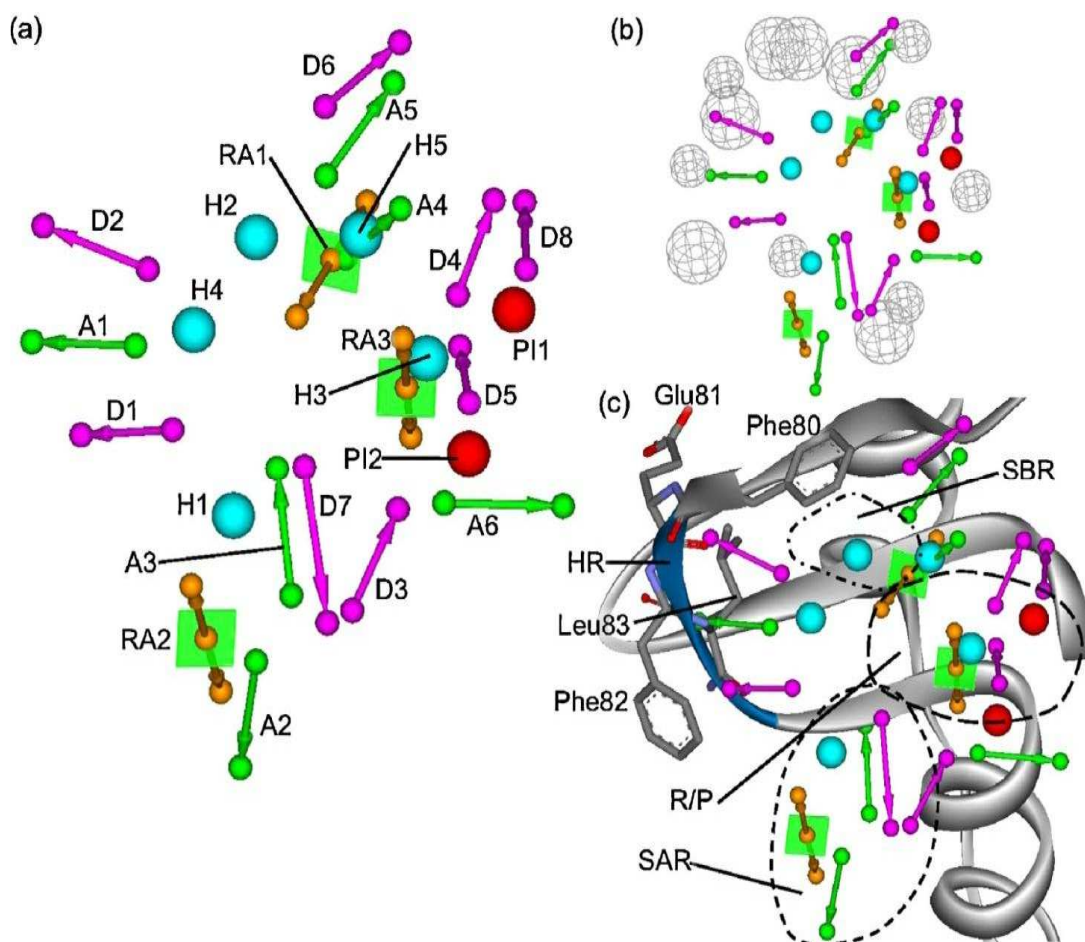 (a)
D6
A5
RA1
H5
H2
A4
D2
D4
D8
H4
A1
RA3
PI1
H3
D5
D1
PI2
H1
D7
A6
A3
D3
RA2
A2
(b)
(c)
Glu81
Phe80
SBR
HR
Leu83
Phe82
R/P
SAR